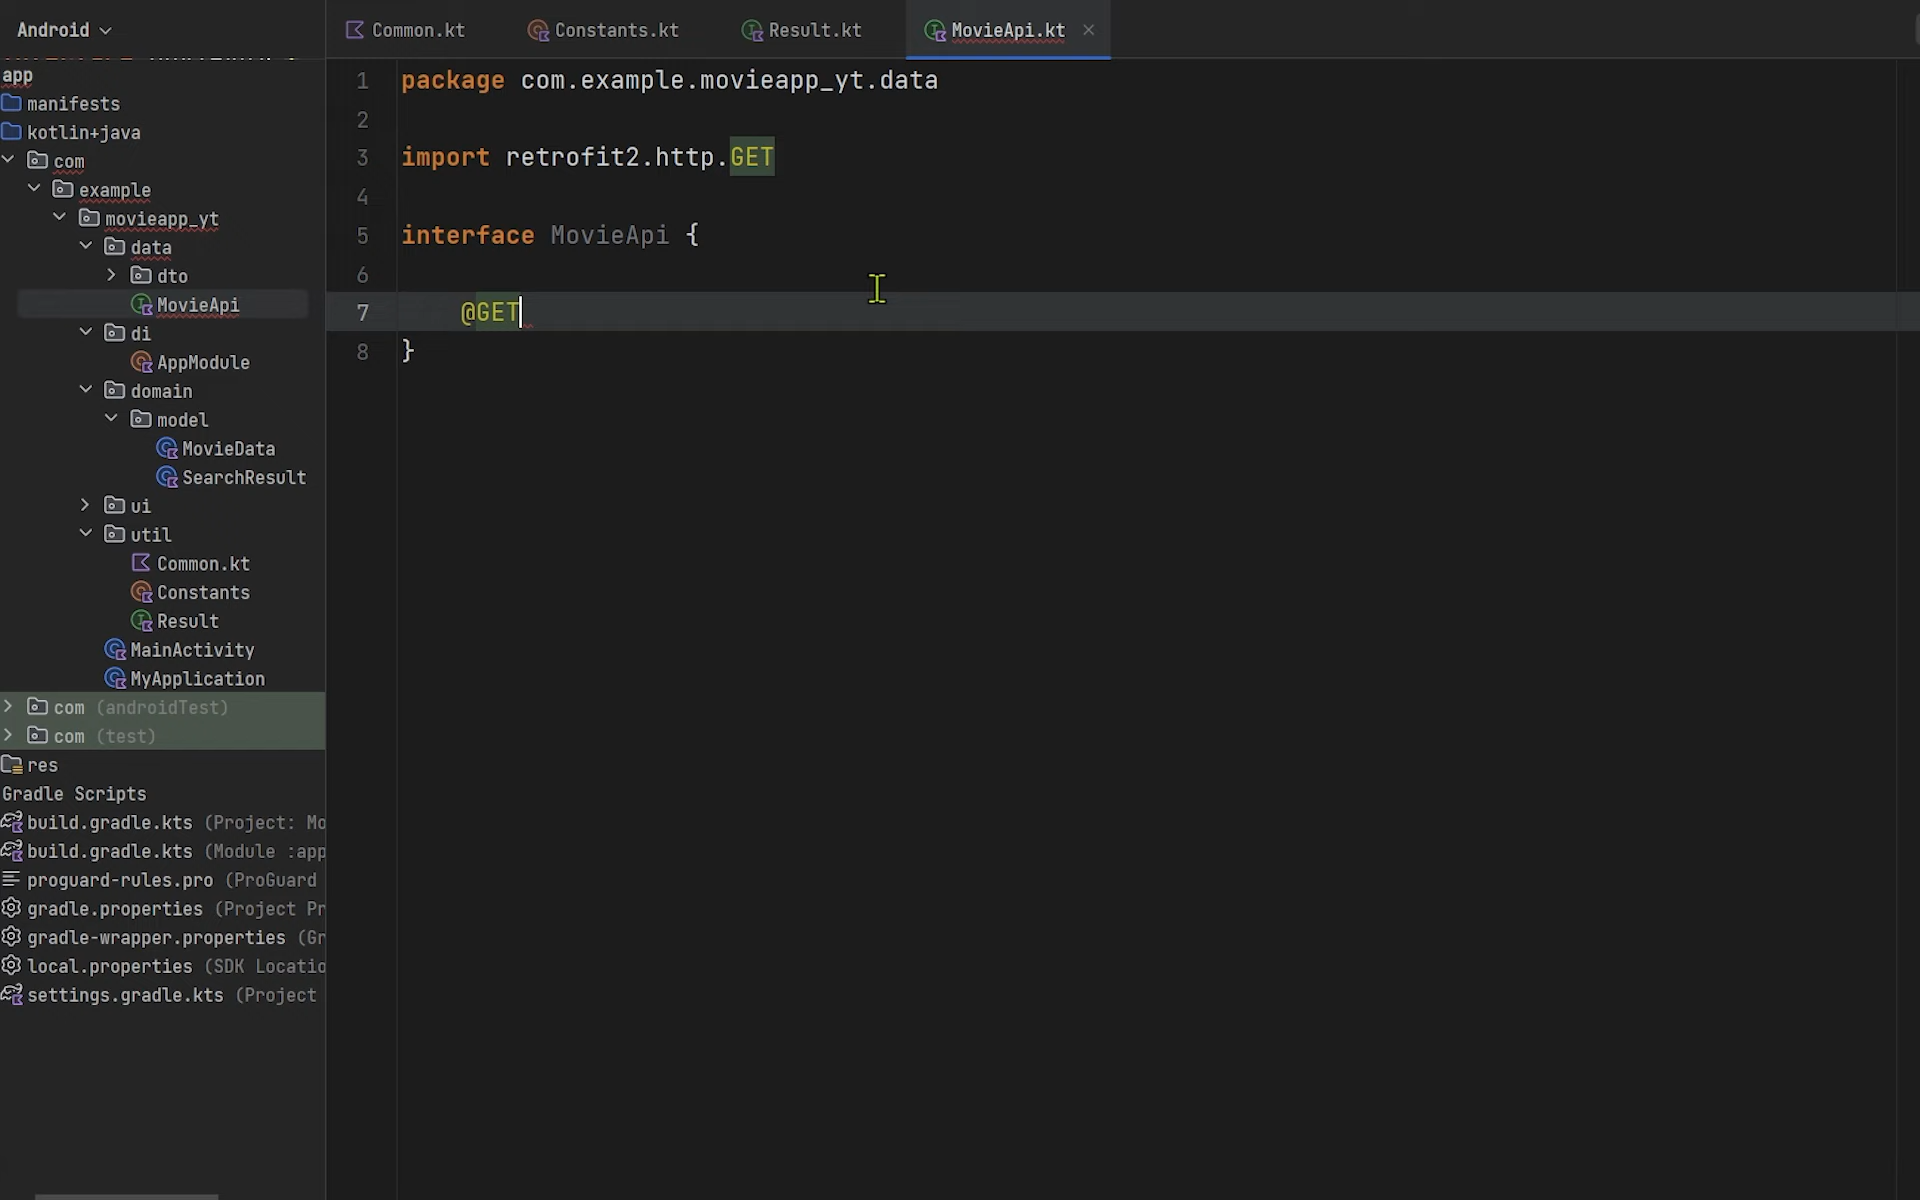 Android
Common.kt
Constants.kt
Result.kt
MovieApi.kt
app
manifests
kotlin+java
com
example
movieapp_yt
data
dto
MovieApi
di
AppModule
domain
model
MovieData
SearchResult
ui
util
Common.kt
Constants
Result
MainActivity
MyApplication
com (androidTest)
com (test)
res
Gradle Scripts
build.gradle.kts (Project: Mo
build.gradle.kts (Module :app
proguard-rules.pro (ProGuard
gradle.properties (Project Pr
gradle-wrapper.properties (Gr
local.properties (SDK Locatio
settings.gradle.kts (Project
1 package com.example.movieapp_yt.data
2
3 import retrofit2.http.GET
4
5 interface MovieApi {
6
7 @GET
8 }